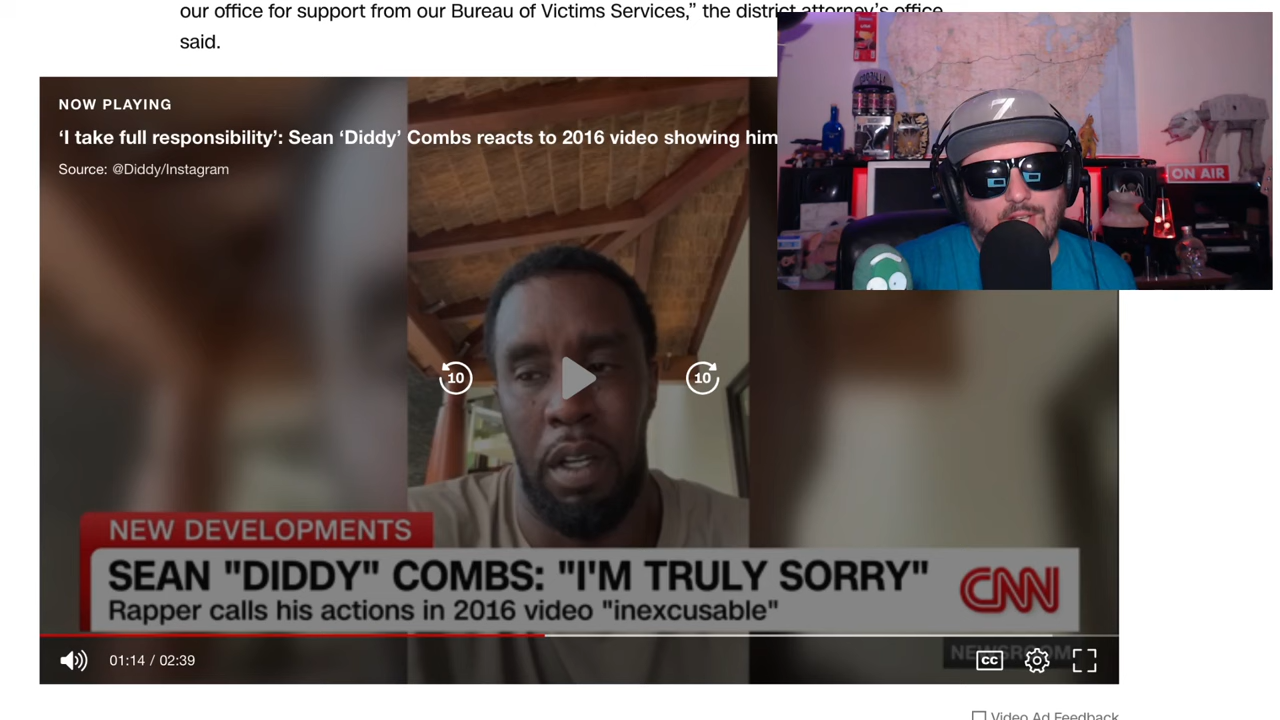 our office for support from our Bureau of Victims Services,” the district attorney’s office
said.
NOW PLAYING
‘I take full responsibility’: Sean ‘Diddy’ Combs reacts to 2016 video showing him
Source: @Diddy/Instagram
ON AIR
10
10
NEW DEVELOPMENTS
SEAN "DIDDY" COMBS: "I'M TRULY SORRY"
CNN
Rapper calls his actions in 2016 video "inexcusable"
NEWSROOM
01:14 / 02:39
CC
Video Ad Feedback